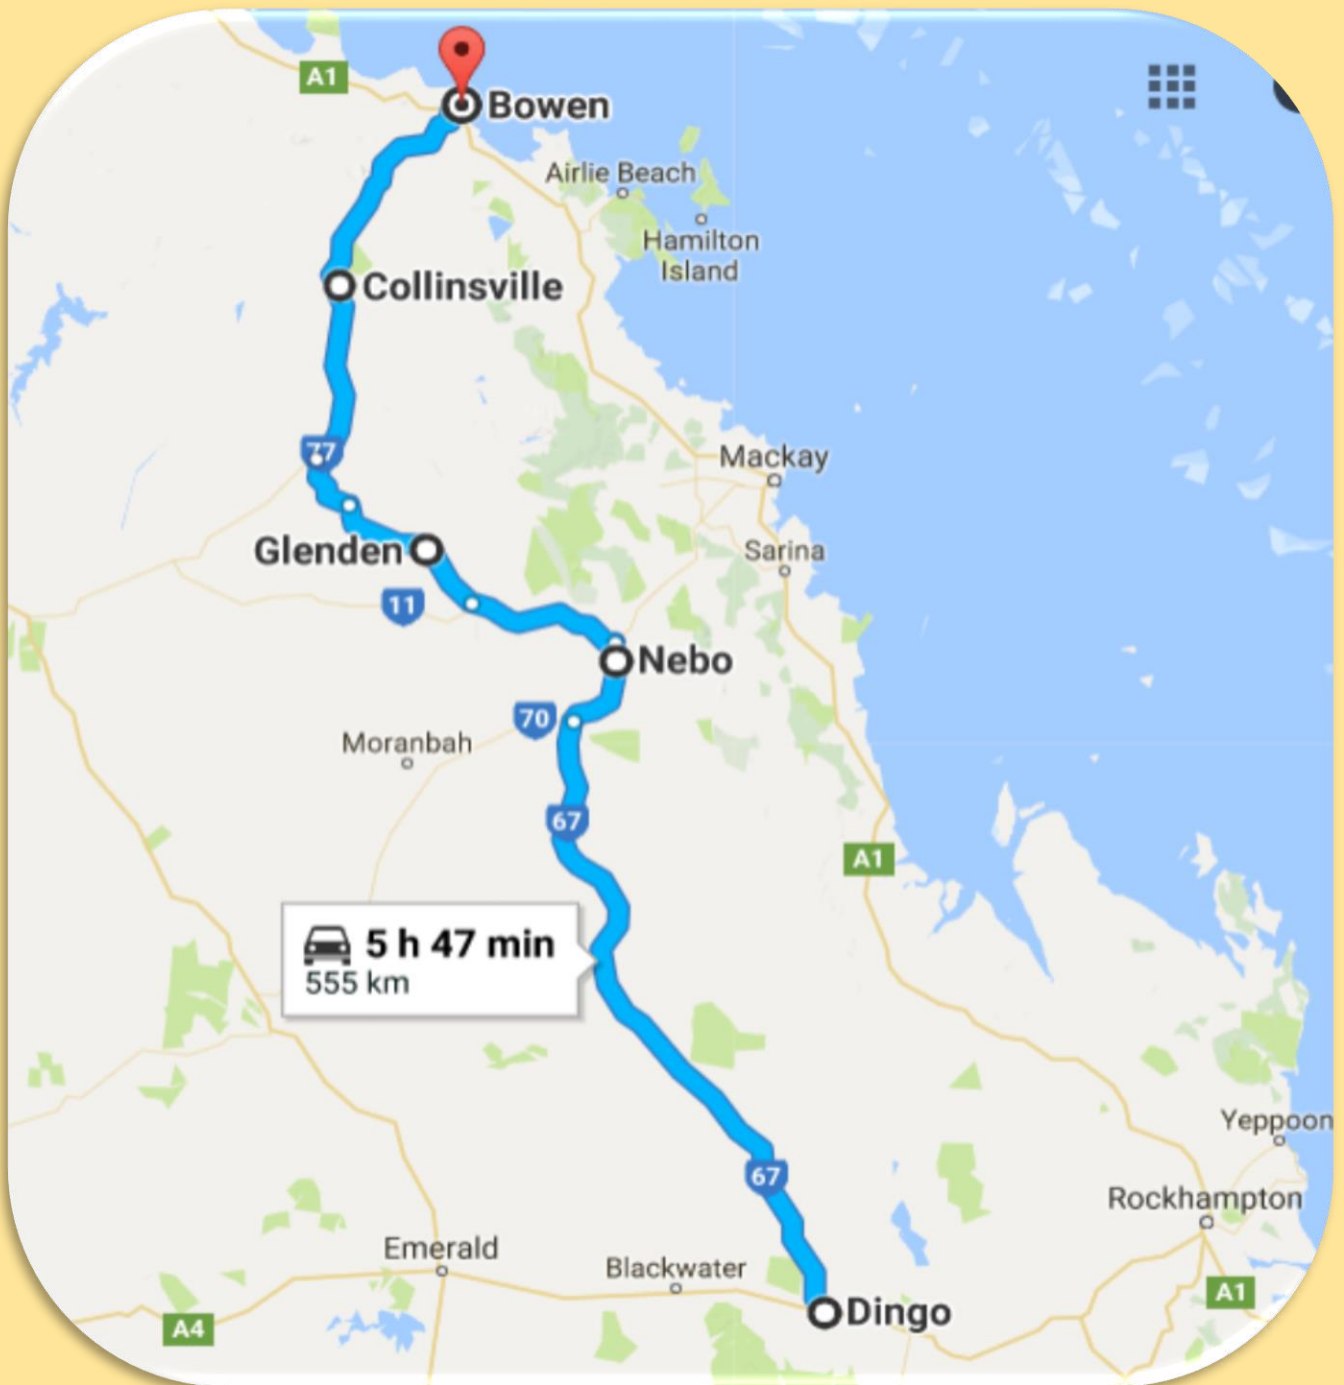 A1
Bowen
Airlie Beach
Hamilton
Island
Collinsville
77
Mackay
Glenden
Sarina
11
Nebo
70
Moranbah
67
A1
5 h 47 min
555 km
Yeppoon
67
Rockhampton
Emerald
Blackwater
A1
Dingo
A4